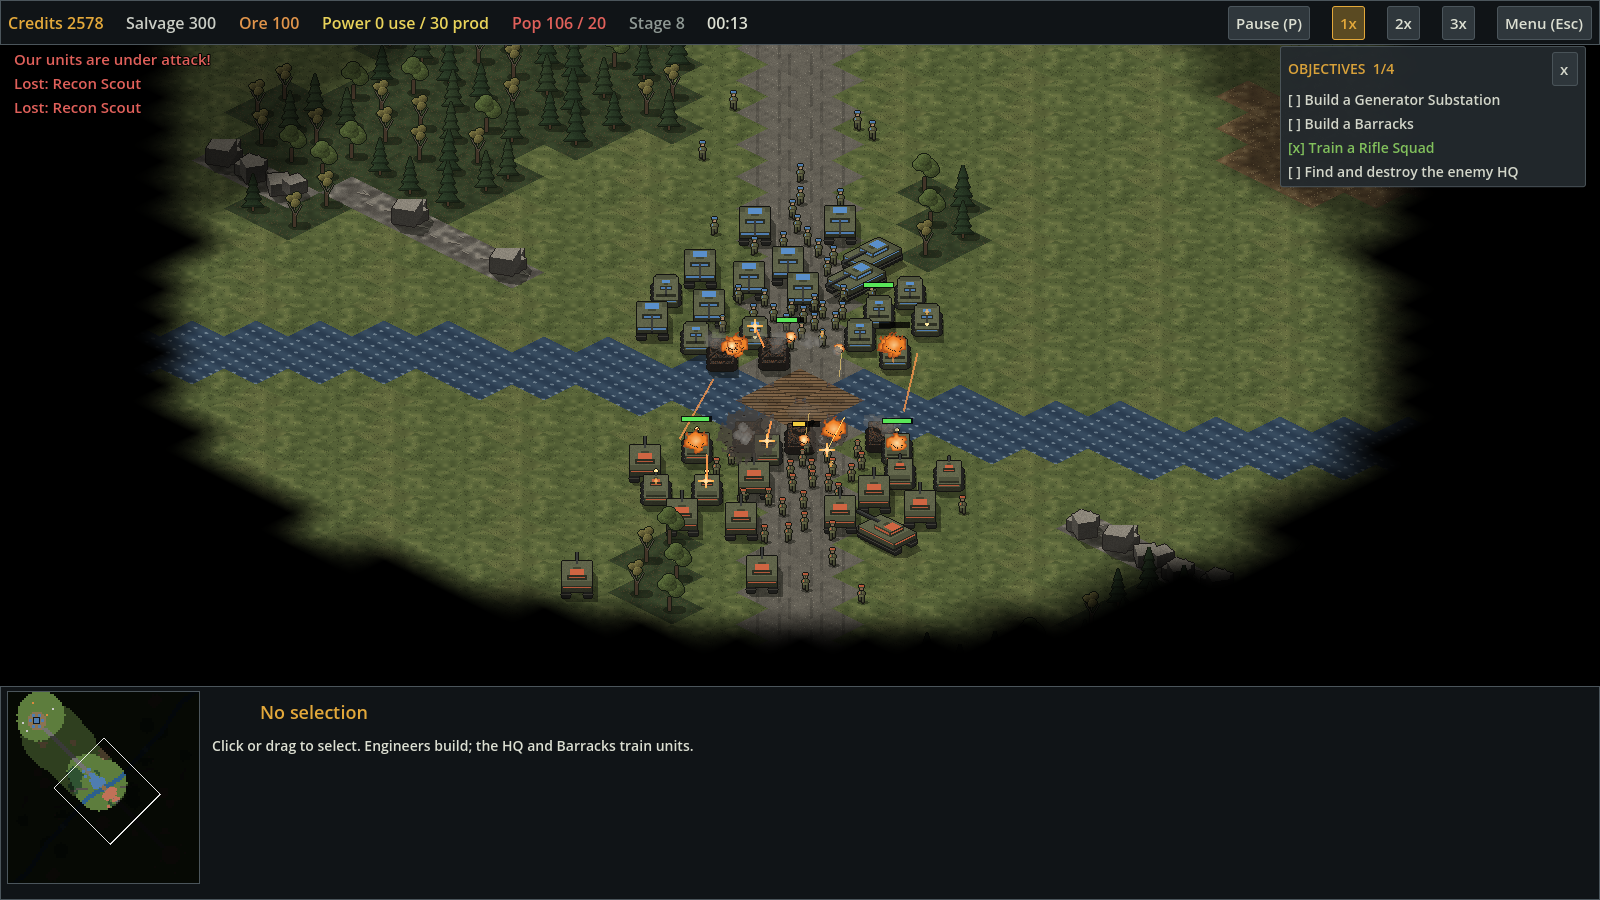 Credits 2578 Salvage 300 Ore 100 Power 0 use / 30 prod Pop 106 / 20 Stage 8 00:13 Pause (P) 1x 2x 3x Menu (Esc)
Our units are under attack!
Lost: Recon Scout
Lost: Recon Scout
OBJECTIVES 1/4 x
[ ] Build a Generator Substation
[ ] Build a Barracks
[x] Train a Rifle Squad
[ ] Find and destroy the enemy HQ
No selection
Click or drag to select. Engineers build; the HQ and Barracks train units.